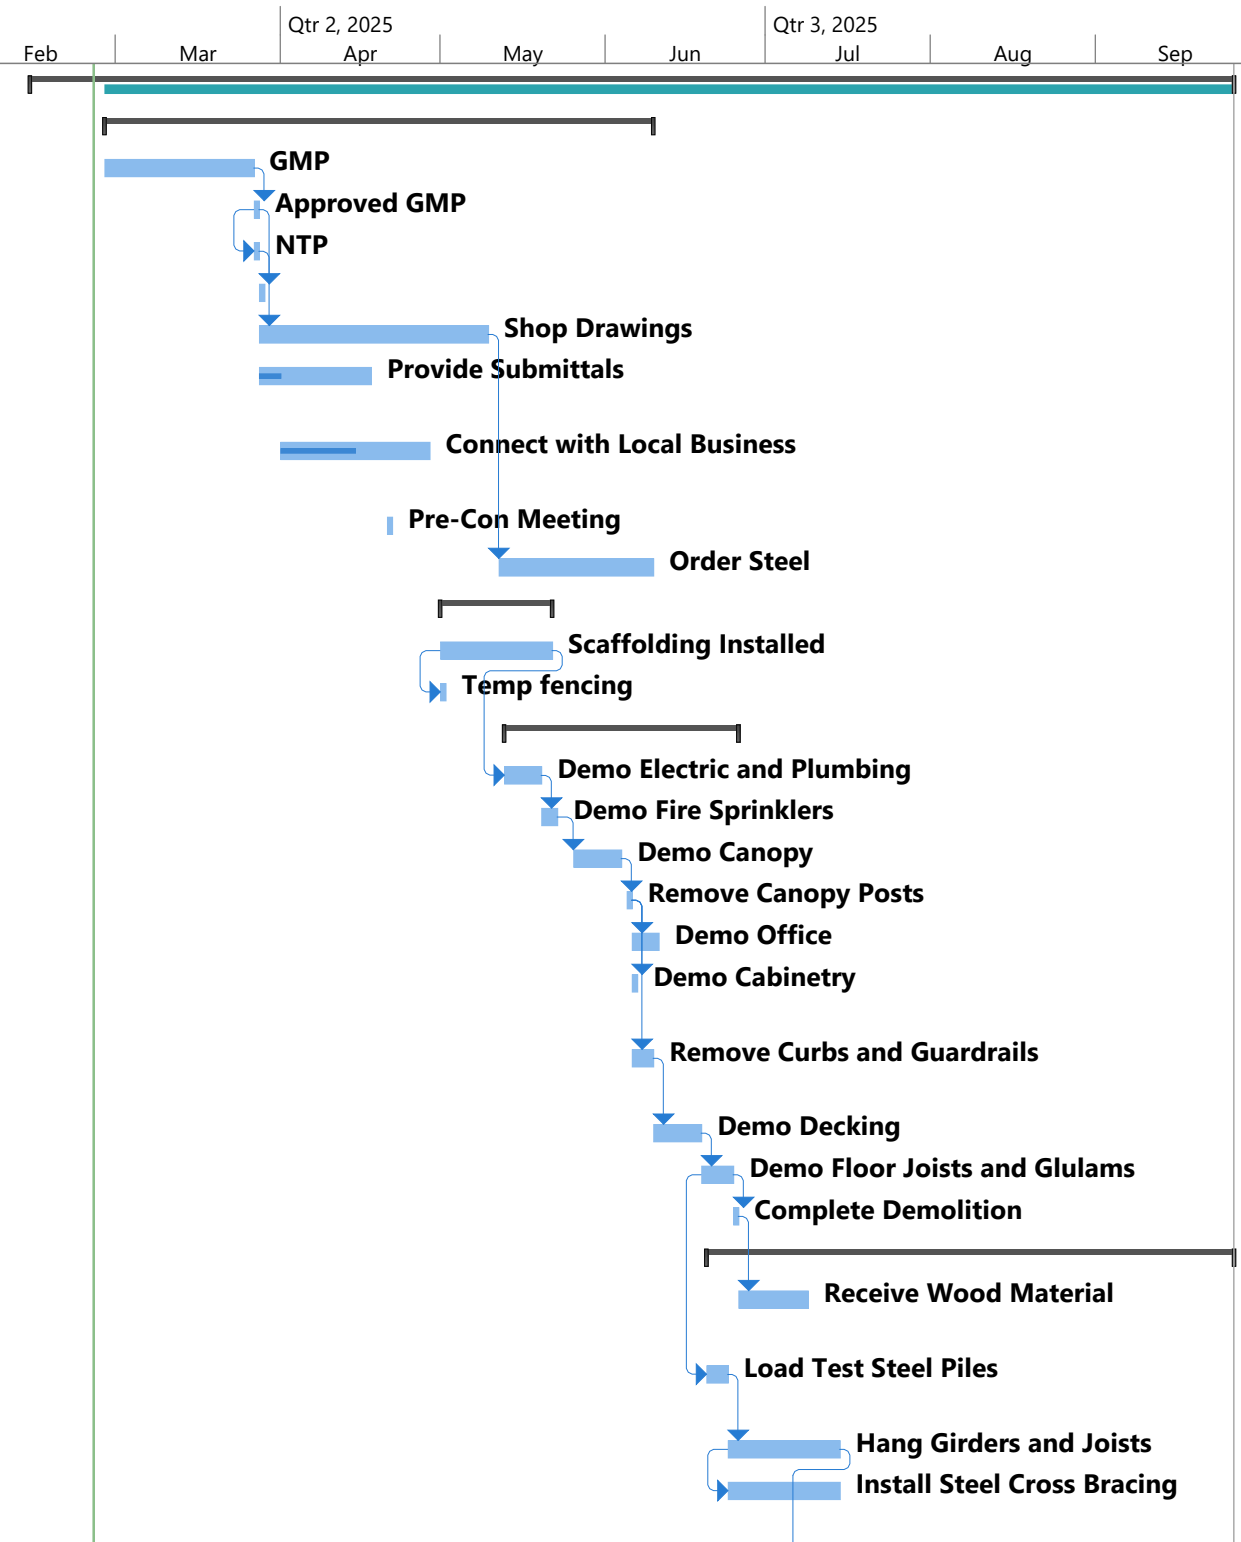 Qtr 2, 2025 Qtr 3, 2025
Feb Mar Apr May Jun Jul Aug Sep
GMP
Approved GMP
NTP
Shop Drawings
Provide Submittals
Connect with Local Business
Pre-Con Meeting
Order Steel
Scaffolding Installed
Temp fencing
Demo Electric and Plumbing
Demo Fire Sprinklers
Demo Canopy
Remove Canopy Posts
Demo Office
Demo Cabinetry
Remove Curbs and Guardrails
Demo Decking
Demo Floor Joists and Glulams
Complete Demolition
Receive Wood Material
Load Test Steel Piles
Hang Girders and Joists
Install Steel Cross Bracing